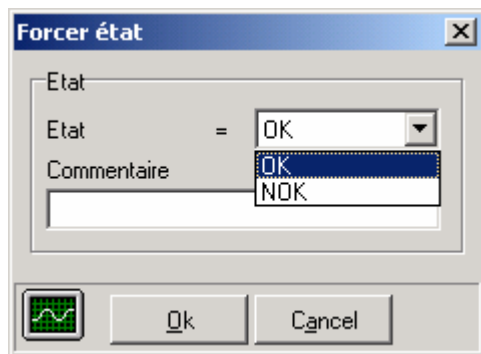 Forcer état
Etat
Etat = OK
OK
Commentaire
NOK
Ok Cancel